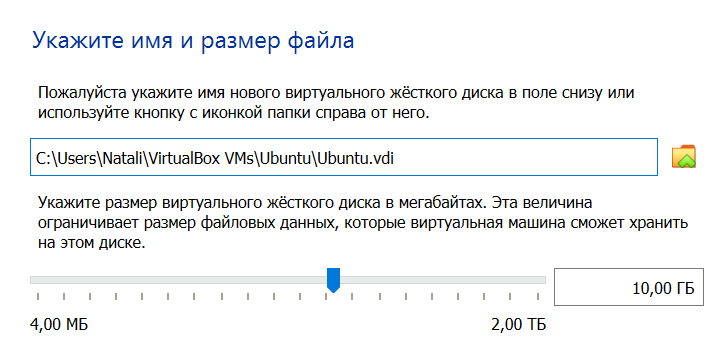 Укажите имя и размер файла
Пожалуйста укажите имя нового виртуального жёсткого диска в поле снизу или
используйте кнопку с иконкой папки справа от него.
C:\Users\Natali\VirtualBox VMs\Ubuntu\Ubuntu.vdi
Укажите размер виртуального жёсткого диска в мегабайтах. Эта величина
ограничивает размер файловых данных, которые виртуальная машина сможет хранить
на этом диске.
10,00 ГБ
4,00 МБ 2,00 ТБ